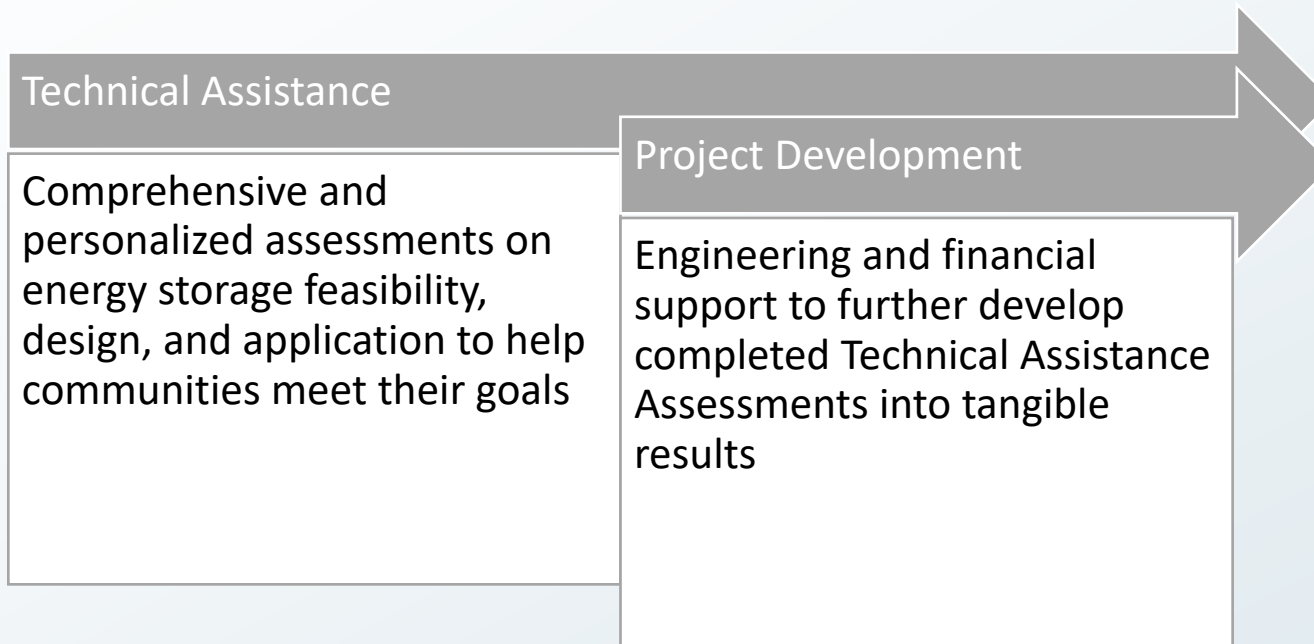 Technical Assistance
Comprehensive and
personalized assessments on
energy storage feasibility,
design, and application to help
communities meet their goals
Project Development
Engineering and financial
support to further develop
completed Technical Assistance
Assessments into tangible
results